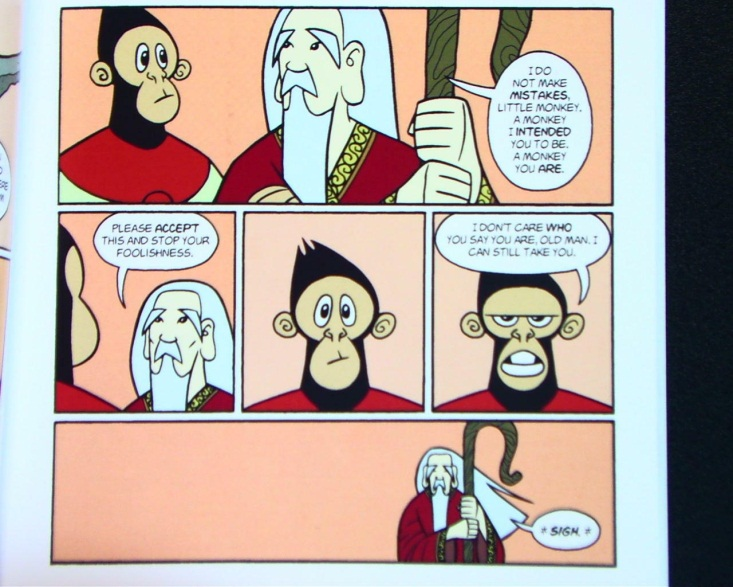 I DO
NOT MAKE
MISTAKES,
LITTLE MONKEY.
A MONKEY
I INTENDED
YOU TO BE.
A MONKEY
YOU ARE.
PLEASE ACCEPT
THIS AND STOP YOUR
FOOLISHNESS.
I DON'T CARE WHO
YOU SAY YOU ARE, OLD MAN. I
CAN STILL TAKE YOU.
* SIGH. *